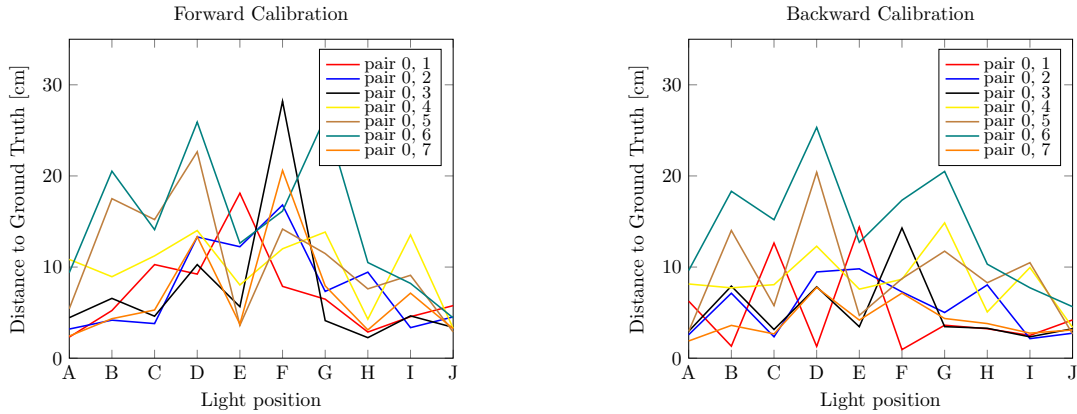 Forward Calibration
Distance to Ground Truth [cm]
30
20
10
0
A B C D E F G H I J
Light position
pair 0, 1
pair 0, 2
pair 0, 3
pair 0, 4
pair 0, 5
pair 0, 6
pair 0, 7
Backward Calibration
Distance to Ground Truth [cm]
30
20
10
0
A B C D E F G H I J
Light position
pair 0, 1
pair 0, 2
pair 0, 3
pair 0, 4
pair 0, 5
pair 0, 6
pair 0, 7